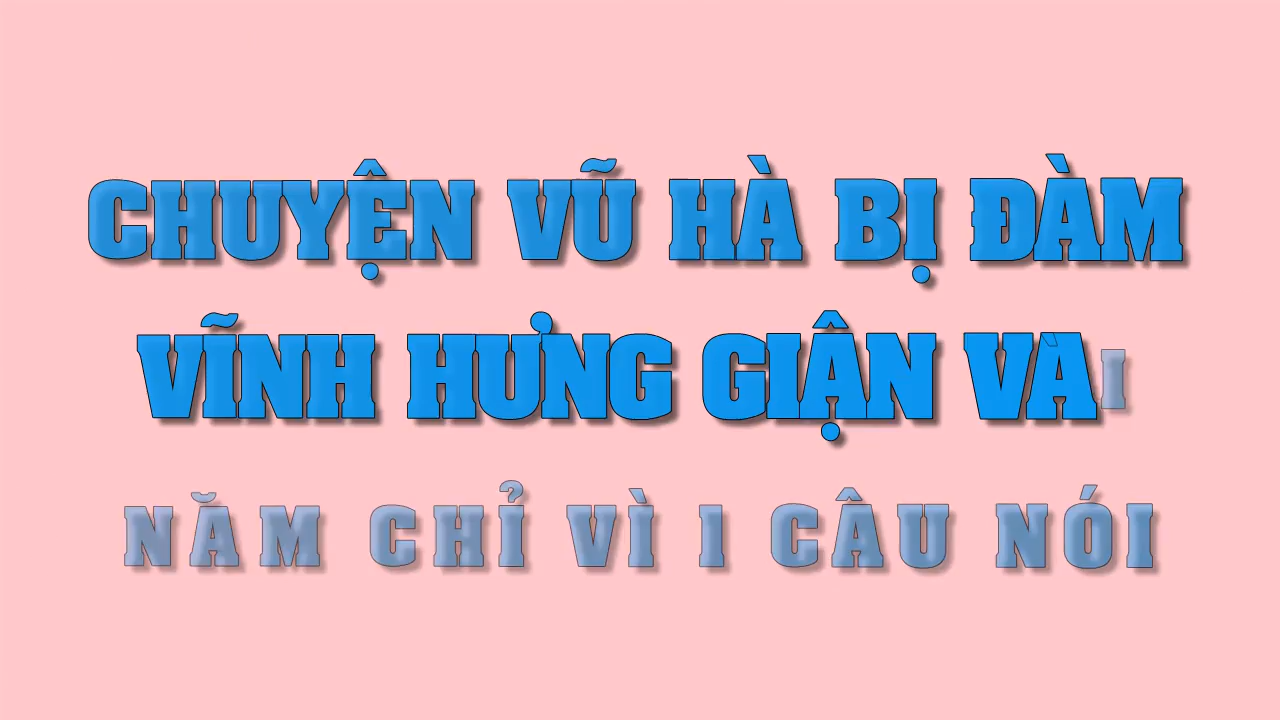 CHUYỆN VŨ HÀ BỊ ĐÀM
VĨNH HƯNG GIẬN VÀI
NĂM CHỈ VÌ 1 CÂU NÓI